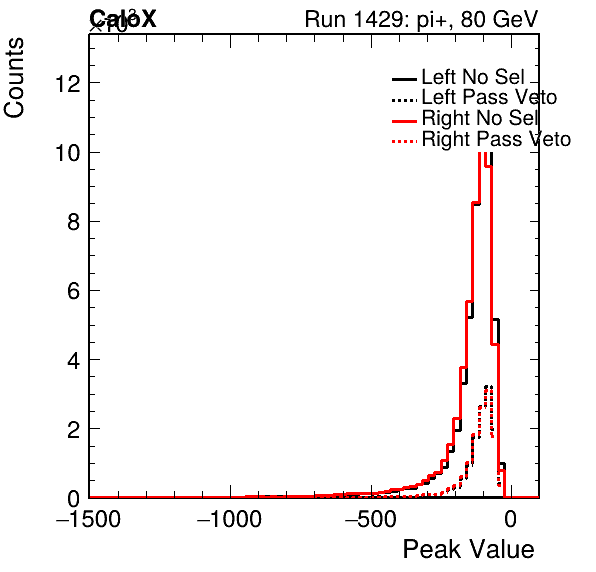 CaloX Run 1429: pi+, 80 GeV
×10³
Counts
Left No Sel
Left Pass Veto
Right No Sel
Right Pass Veto
12
10
8
6
4
2
0
−1500 −1000 −500 0
Peak Value